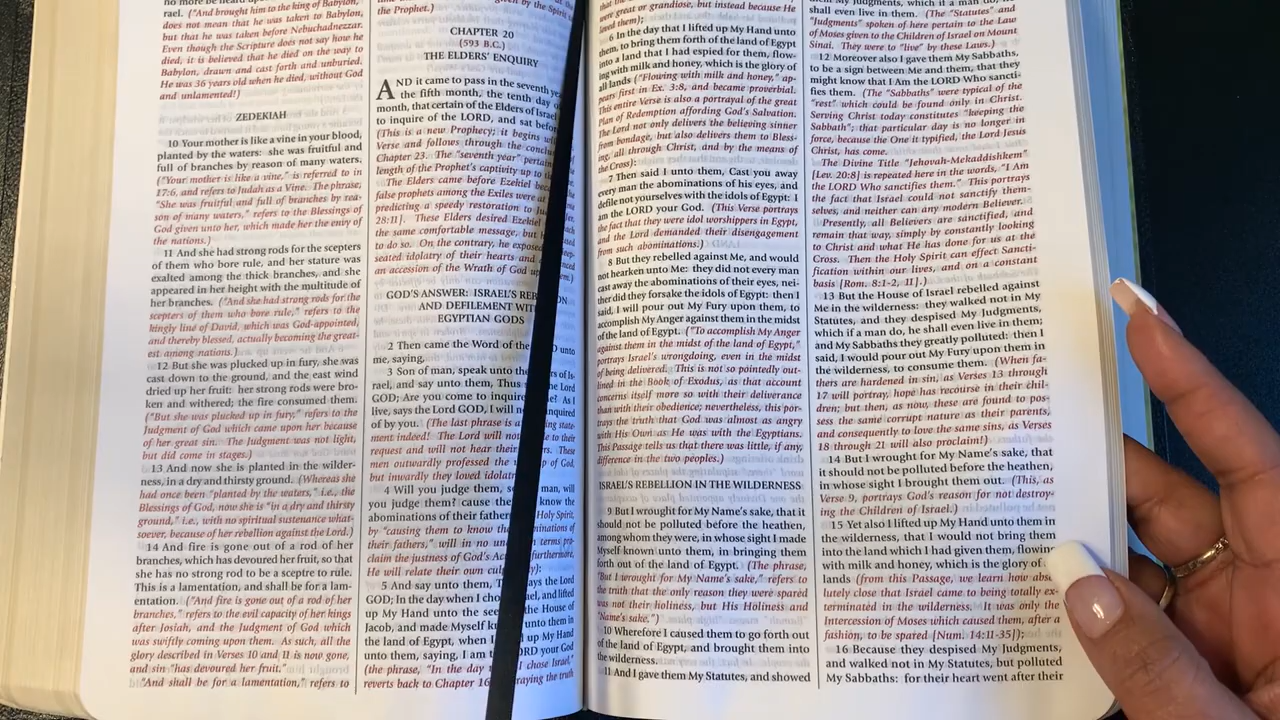 no more be heard upon
rael. ("And brought him to the king of Babylon,"
does not mean that he was taken to Babylon,
but that he was taken before Nebuchadnezzar.
Even though the Scripture does not say how he
died, it is believed that he died on the way to
Babylon, drawn and cast forth and unburied.
He was 36 years old when he died, without God
and unlamented!)
ZEDEKIAH
10 Your mother is like a vine in your blood,
planted by the waters: she was fruitful and
full of branches by reason of many waters.
("Your mother is like a vine," is referred to in
17:6, and refers to Judah as a Vine. The phrase,
"She was fruitful and full of branches by rea-
son of many waters," refers to the Blessings of
God given unto her, which made her the envy of
the nations.)
11 And she had strong rods for the scepters
of them who bore rule, and her stature was
exalted among the thick branches, and she
appeared in her height with the multitude of
her branches. ("And she had strong rods for the
scepters of them who bore rule," refers to the
kingly line of David, which was God-appointed,
and thereby blessed, actually becoming the great-
est among nations.)
12 But she was plucked up in fury, she was
cast down to the ground, and the east wind
dried up her fruit: her strong rods were bro-
ken and withered; the fire consumed them.
("But she was plucked up in fury," refers to the
Judgment of God which came upon her because
of her great sin. The Judgment was not light,
but did come in stages.)
13 And now she is planted in the wilder-
ness, in a dry and thirsty ground. (Whereas she
had once been "planted by the waters," i.e., the
Blessings of God, now she is "in a dry and thirsty
ground," i.e., with no spiritual sustenance what-
soever, because of her rebellion against the Lord.)
14 And fire is gone out of a rod of her
branches, which has devoured her fruit, so that
she has no strong rod to be a sceptre to rule.
This is a lamentation, and shall be for a lam-
entation. ("And fire is gone out of a rod of her
branches," refers to the evil capacity of her kings
after Josiah, and the Judgment of God which
was swiftly coming upon them. As such, all the
glory described in Verses 10 and 11 is now gone,
and sin "has devoured her fruit."
"And shall be for a lamentation," refers to
the Prophet.)
CHAPTER 20
(593 B.C.)
THE ELDERS' ENQUIRY
AND it came to pass in the seventh
the fifth month, the tenth day
month, that certain of the Elders of Israel
to inquire of the LORD, and sat before
(This is a new Prophecy; it begins
Verse and follows through the
Chapter 23. The "seventh year"
length of the Prophet's captivity up to
The Elders came before Ezekiel
false prophets among the Exiles were at
predicting a speedy restoration to
28:11]. These Elders desired Ezekiel
the same comfortable message, but
to do so. On the contrary, he exposed
seated idolatry of their hearts and
an accession of the Wrath of God
GOD'S ANSWER: ISRAEL'S
AND DEFILEMENT
EGYPTIAN GODS
2 Then came the Word of the unto
me, saying,
3 Son of man, speak unto the of Is-
rael, and say unto them, Thus Lord
GOD; Are you come to inquire As I
live, says the Lord GOD, I will inquired
of you by. (The last phrase is state-
ment indeed! The Lord will not to their
request and will not hear their These
men outwardly professed the of God,
but inwardly they loved
4 Will you judge them, man, will
you judge them? cause know the
abominations of their Holy Spirit,
by "causing them to know of
their fathers," will in no terms pro-
claim the justness of God's furthermore,
He will relate their own
5 And say unto them, the Lord
GOD; In the day when I lifted
up My Hand unto the House of
Jacob, and made Myself unto them in
the land of Egypt, when I up My Hand
unto them, saying, I am your God
(the phrase, "In the day I chose Israel,"
reverts back to Chapter 16 the truth
were great or grandiose, but instead because He
loved them);
6 In the day that I lifted up My Hand unto
them, to bring them forth of the land of Egypt
into a land that I had espied for them, flow-
ing with milk and honey, which is the glory of
all lands ("Flowing with milk and honey," ap-
pears first in Ex. 3:8, and became proverbial.
This entire Verse is also a portrayal of the great
Plan of Redemption affording God's Salvation.
The Lord not only delivers the believing sinner
from bondage, but also delivers them to Bless-
ing, all through Christ, and by the means of
the Cross):
7 Then said I unto them, Cast you away
every man the abominations of his eyes, and
defile not yourselves with the idols of Egypt: I
am the LORD your God. (This Verse portrays
the fact that they were idol worshippers in Egypt,
and the Lord demanded their disengagement
from such abominations.)
8 But they rebelled against Me, and would
not hearken unto Me: they did not every man
cast away the abominations of their eyes, nei-
ther did they forsake the idols of Egypt: then I
said, I will pour out My Fury upon them, to
accomplish My Anger against them in the midst
of the land of Egypt. ("To accomplish My Anger
against them in the midst of the land of Egypt,"
portrays Israel's wrongdoing, even in the midst
of being delivered. This is not so pointedly out-
lined in the Book of Exodus, as that account
concerns itself more so with their deliverance
than with their obedience; nevertheless, this por-
trays the truth that God was almost as angry
with His Own as He was with the Egyptians.
This Passage tells us that there was little, if any,
difference in the two peoples.)
ISRAEL'S REBELLION IN THE WILDERNESS
9 But I wrought for My Name's sake, that it
should not be polluted before the heathen,
among whom they were, in whose sight I made
Myself known unto them, in bringing them
forth out of the land of Egypt. (The phrase,
"But I wrought for My Name's sake," refers to
the truth that the only reason they were spared
was not their holiness, but His Holiness and
"Name's sake.")
10 Wherefore I caused them to go forth out
of the land of Egypt, and brought them into
the wilderness.
11 And I gave them My Statutes, and showed
them My Judgments, which if a man do, he
shall even live in them. (The "Statutes" and
"Judgments" spoken of here pertain to the Law
of Moses given to the Children of Israel on Mount
Sinai. They were to "live" by these Laws.)
12 Moreover also I gave them My Sabbaths,
to be a sign between Me and them, that they
might know that I Am the LORD Who sancti-
fies them. (The "Sabbaths" were typical of the
"rest" which could be found only in Christ.
Serving Christ today constitutes "keeping the
Sabbath"; that particular day is no longer in
force, because the One it typified, the Lord Jesus
Christ, has come.
The Divine Title "Jehovah-Mekaddishkem"
[Lev. 20:8] is repeated here in the words, "I Am
the LORD Who sanctifies them." This portrays
the fact that Israel could not sanctify them-
selves, and neither can any modern Believer.
Presently, all Believers are sanctified, and
remain that way, simply by constantly looking
to Christ and what He has done for us at the
Cross. Then the Holy Spirit can effect Sancti-
fication within our lives, and on a constant
basis [Rom. 8:1-2, 11].)
13 But the House of Israel rebelled against
Me in the wilderness: they walked not in My
Statutes, and they despised My Judgments,
which if a man do, he shall even live in them;
and My Sabbaths they greatly polluted: then I
said, I would pour out My Fury upon them in
the wilderness, to consume them. (When fa-
thers are hardened in sin, as Verses 13 through
17 will portray, hope has recourse in their chil-
dren; but then, as now, these are found to pos-
sess the same corrupt nature as their parents,
and consequently to love the same sins, as Verses
18 through 21 will also proclaim!)
14 But I wrought for My Name's sake, that
it should not be polluted before the heathen,
in whose sight I brought them out. (This, as
Verse 9, portrays God's reason for not destroy-
ing the Children of Israel.)
15 Yet also I lifted up My Hand unto them in
the wilderness, that I would not bring them
into the land which I had given them, flowing
with milk and honey, which is the glory of
lands (from this Passage, we learn how abs
lutely close that Israel came to being totally ex-
terminated in the wilderness. It was only the
Intercession of Moses which caused them, after a
fashion, to be spared [Num. 14:11-35]);
16 Because they despised My Judgments,
and walked not in My Statutes, but polluted
My Sabbaths: for their heart went after their